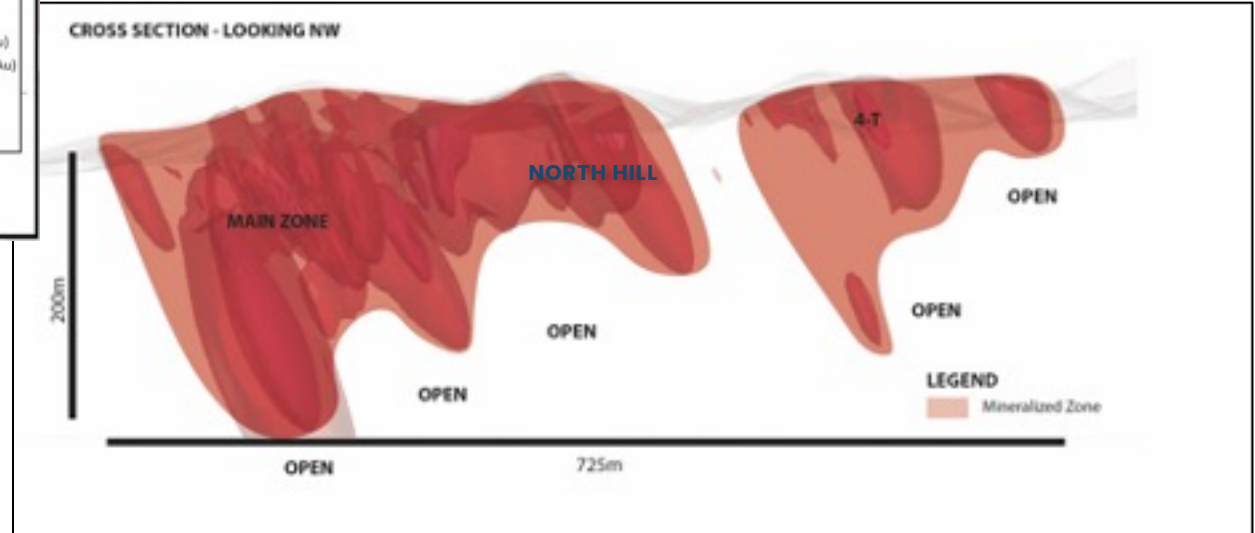 CROSS SECTION - LOOKING NW
4-T
NORTH HILL
OPEN
MAIN ZONE
200m
OPEN
OPEN
LEGEND
OPEN
Mineralized Zone
OPEN
725m